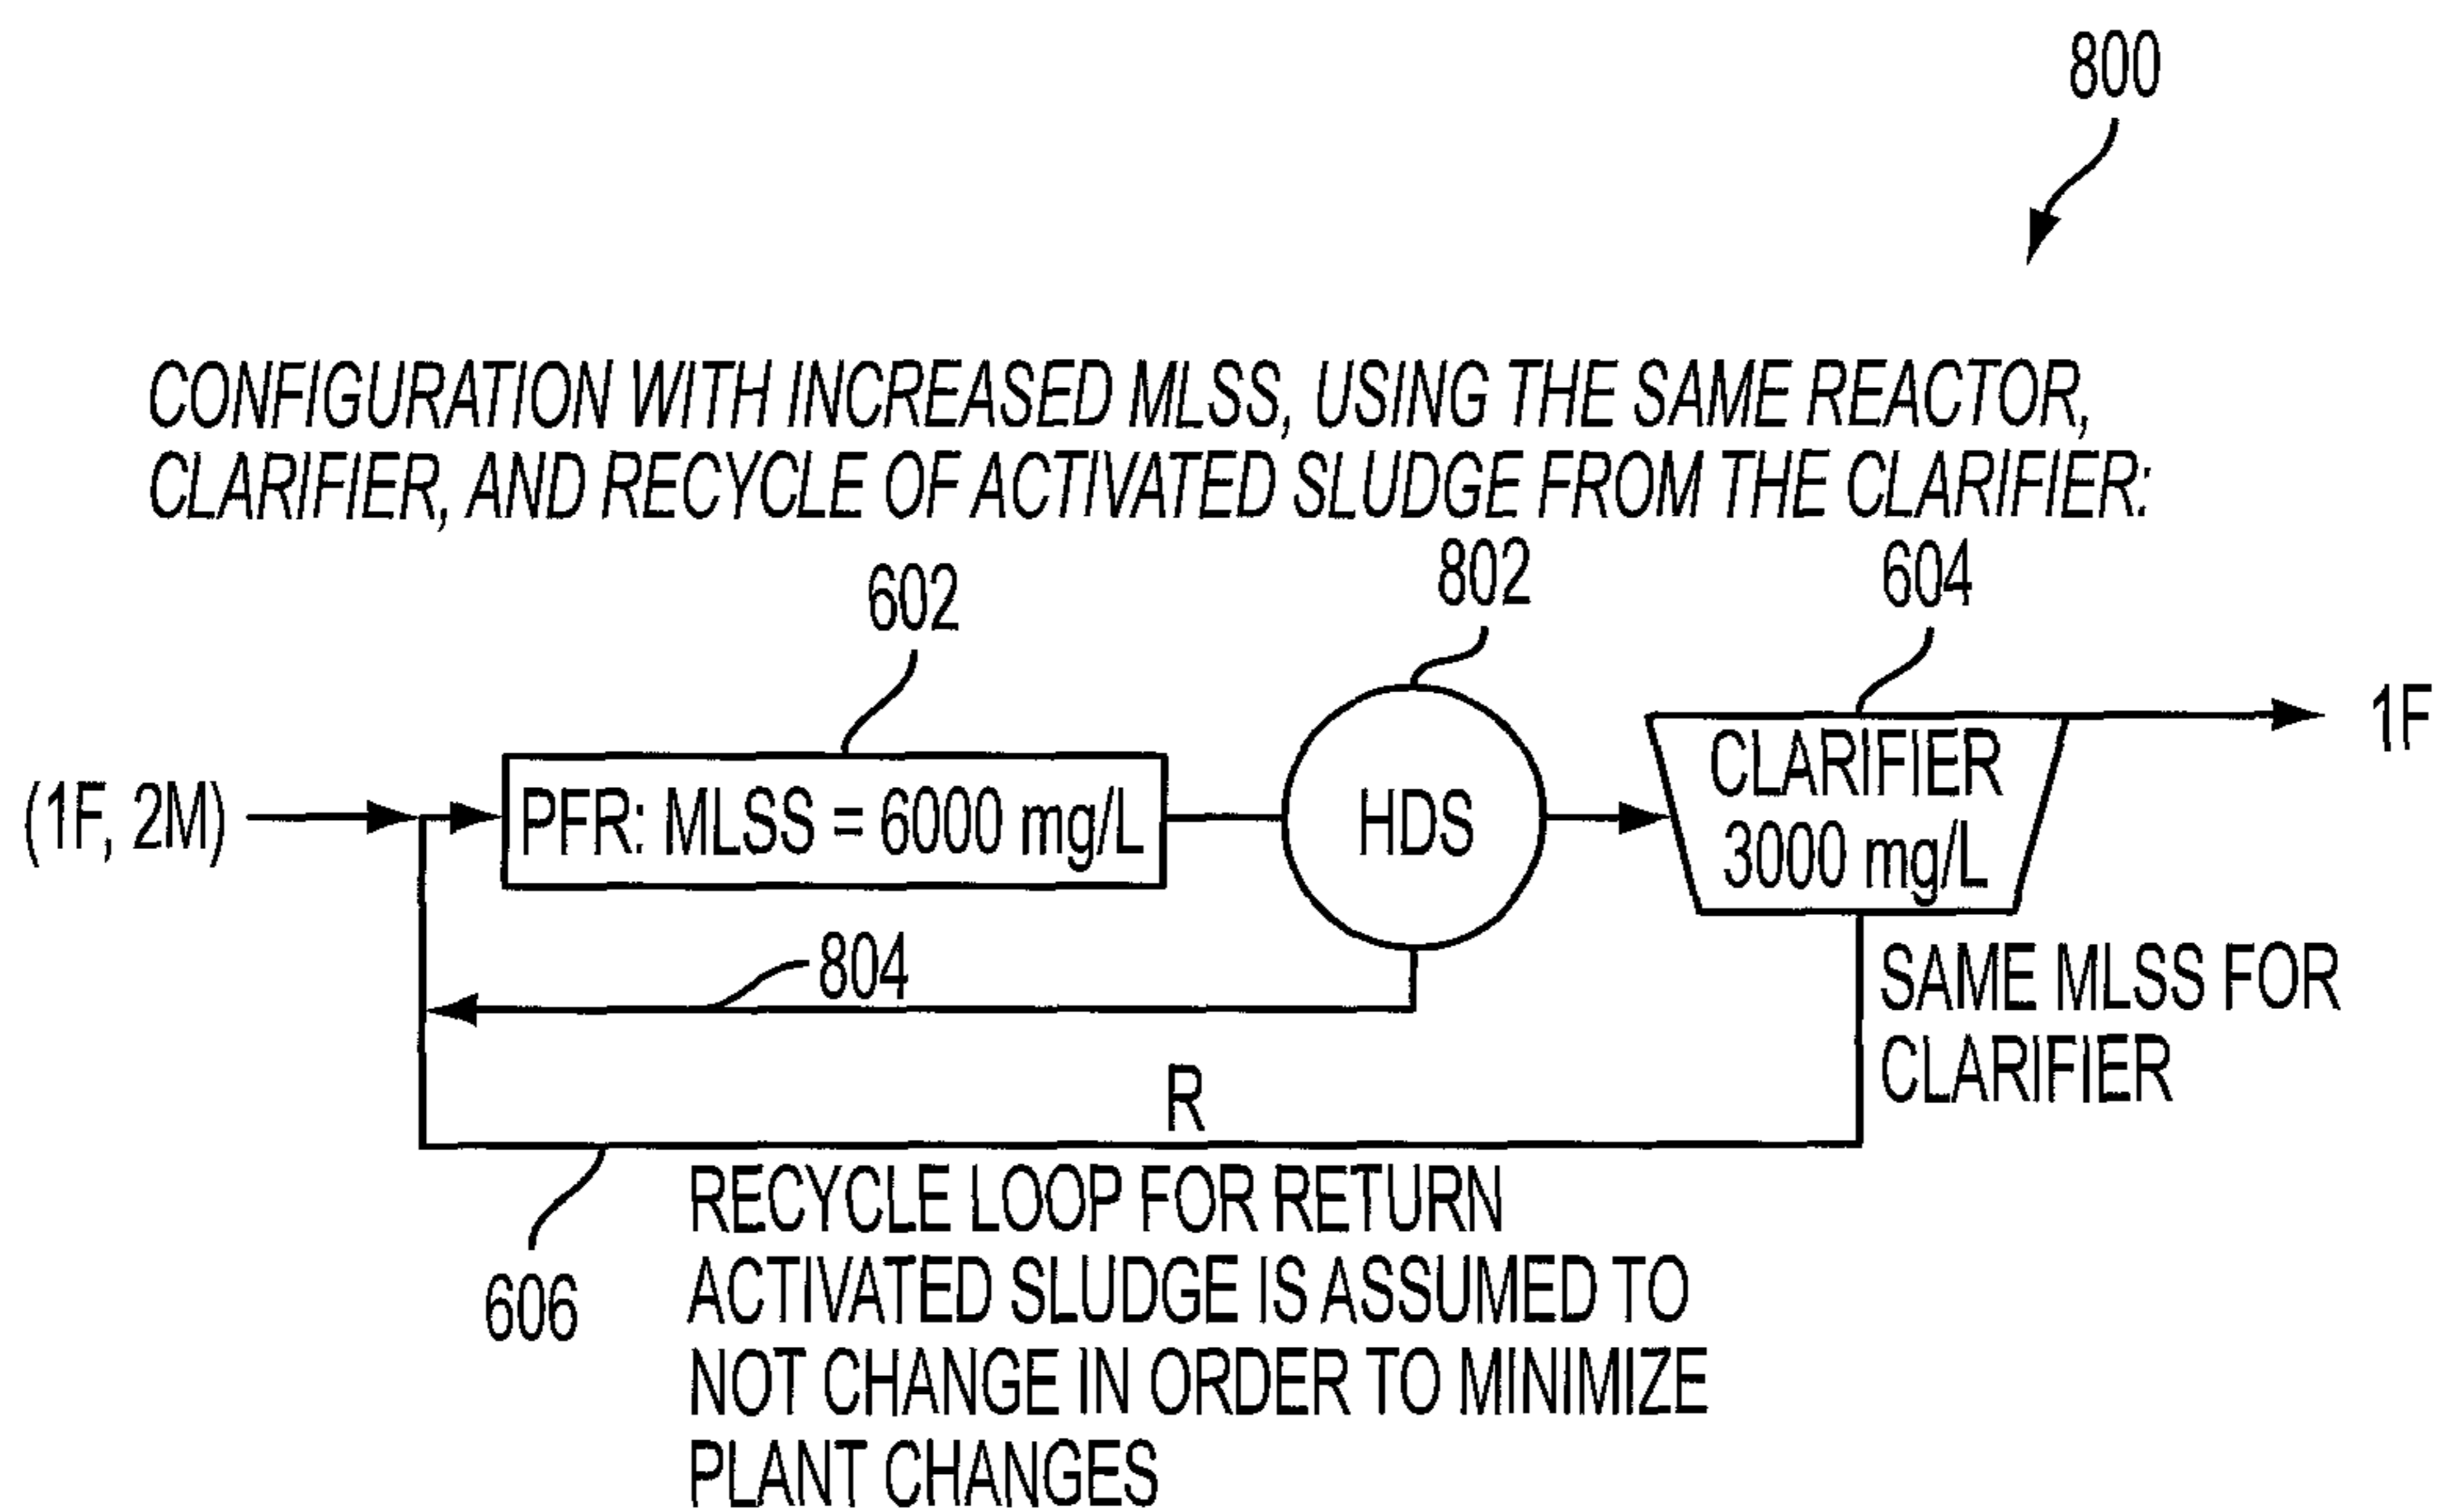 800
CONFIGURATION WITH INCREASED MLSS, USING THE SAME REACTOR,
CLARIFIER, AND RECYCLE OF ACTIVATED SLUDGE FROM THE CLARIFIER:
602
802
604
(1F, 2M)
PFR: MLSS = 6000 mg/L
HDS
CLARIFIER
3000 mg/L
1F
804
SAME MLSS FOR
CLARIFIER
R
606
RECYCLE LOOP FOR RETURN
ACTIVATED SLUDGE IS ASSUMED TO
NOT CHANGE IN ORDER TO MINIMIZE
PLANT CHANGES